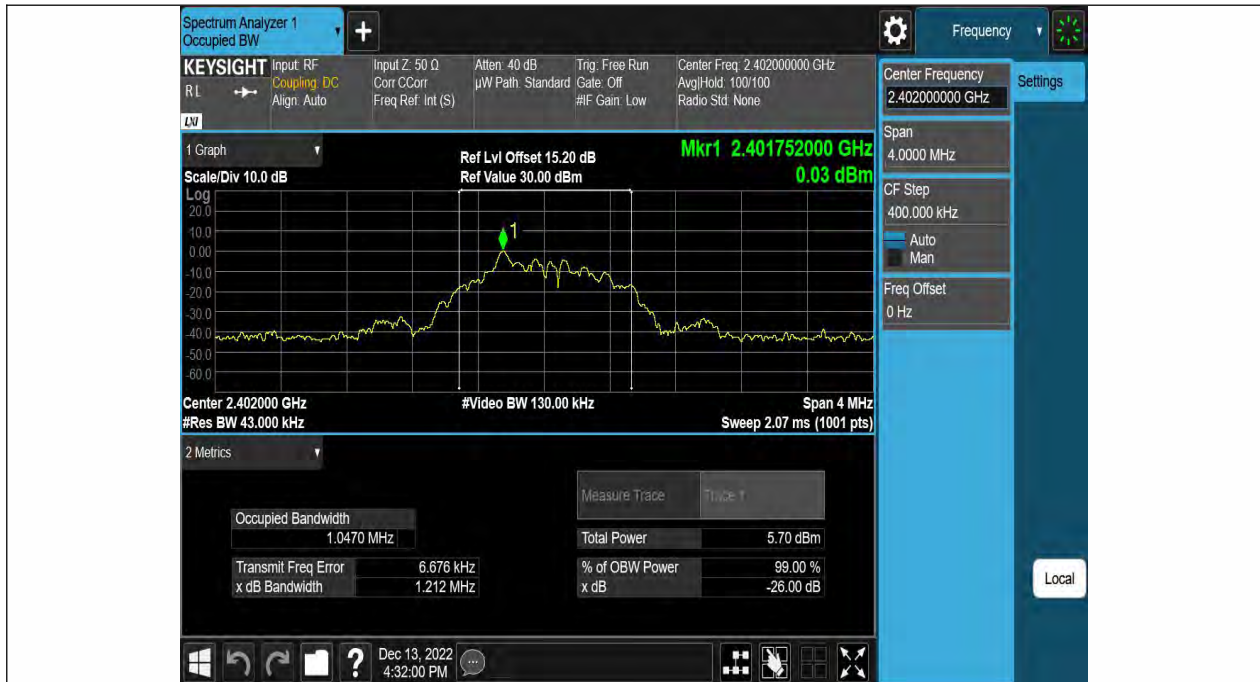 Spectrum Analyzer 1
Occupied BW
+
Frequency
KEYSIGHT
R L
LXI
Input: RF
Coupling: DC
Align: Auto
Input Z: 50 Ω
Corr CCorr
Freq Ref: Int (S)
Atten: 40 dB
µW Path: Standard
Trig: Free Run
Gate: Off
#IF Gain: Low
Center Freq: 2.402000000 GHz
Avg|Hold: 100/100
Radio Std: None
Center Frequency
2.402000000 GHz
Settings
Span
4.0000 MHz
CF Step
400.000 kHz
Auto
Man
Freq Offset
0 Hz
Local
1 Graph
Scale/Div 10.0 dB
Ref Lvl Offset 15.20 dB
Ref Value 30.00 dBm
Mkr1 2.401752000 GHz
0.03 dBm
Log
20.0
10.0
0.00
-10.0
-20.0
-30.0
-40.0
-50.0
-60.0
1
Center 2.402000 GHz
#Video BW 130.00 kHz
Span 4 MHz
#Res BW 43.000 kHz
Sweep 2.07 ms (1001 pts)
2 Metrics
Measure Trace
Trace 1
Occupied Bandwidth
1.0470 MHz
Total Power 5.70 dBm
Transmit Freq Error 6.676 kHz
% of OBW Power 99.00 %
x dB Bandwidth 1.212 MHz
x dB -26.00 dB
?
Dec 13, 2022
4:32:00 PM